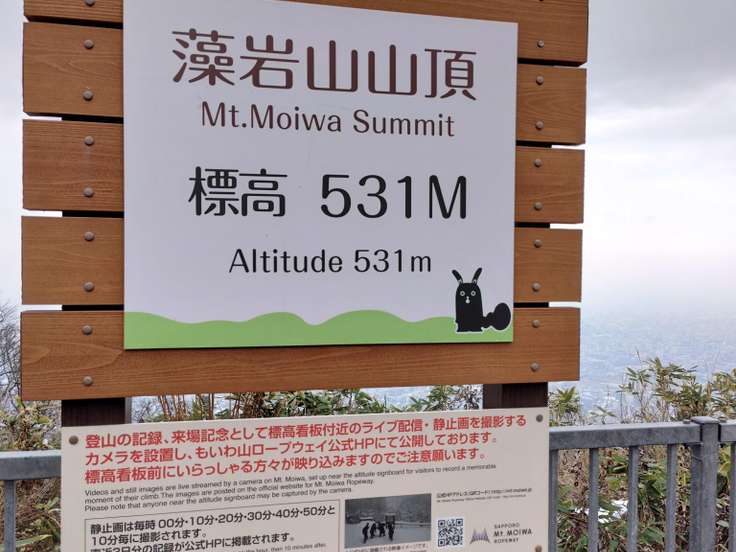 藻岩山山頂
Mt.Moiwa Summit
標高 531M
Altitude 531m
登山の記録、来場記念として標高看板付近のライブ配信・静止画を撮影する
カメラを設置し、もいわ山ロープウェイ公式HPにて公開しております。
標高看板前にいらっしゃる方々が映り込みますのでご注意願います。
Videos and still images are live streamed by a camera on Mt. Moiwa, set up near the altitude signboard for visitors to record a memorable
moment of their climb.The images are posted on the official website for Mt. Moiwa Ropeway.
Please note that anyone near the altitude signboard may be captured by the camera.
静止画は毎時 00分・10分・20分・30分・40分・50分と
10分毎に撮影されます。
SAPPORO
Mt. MOIWA
ROPEWAY